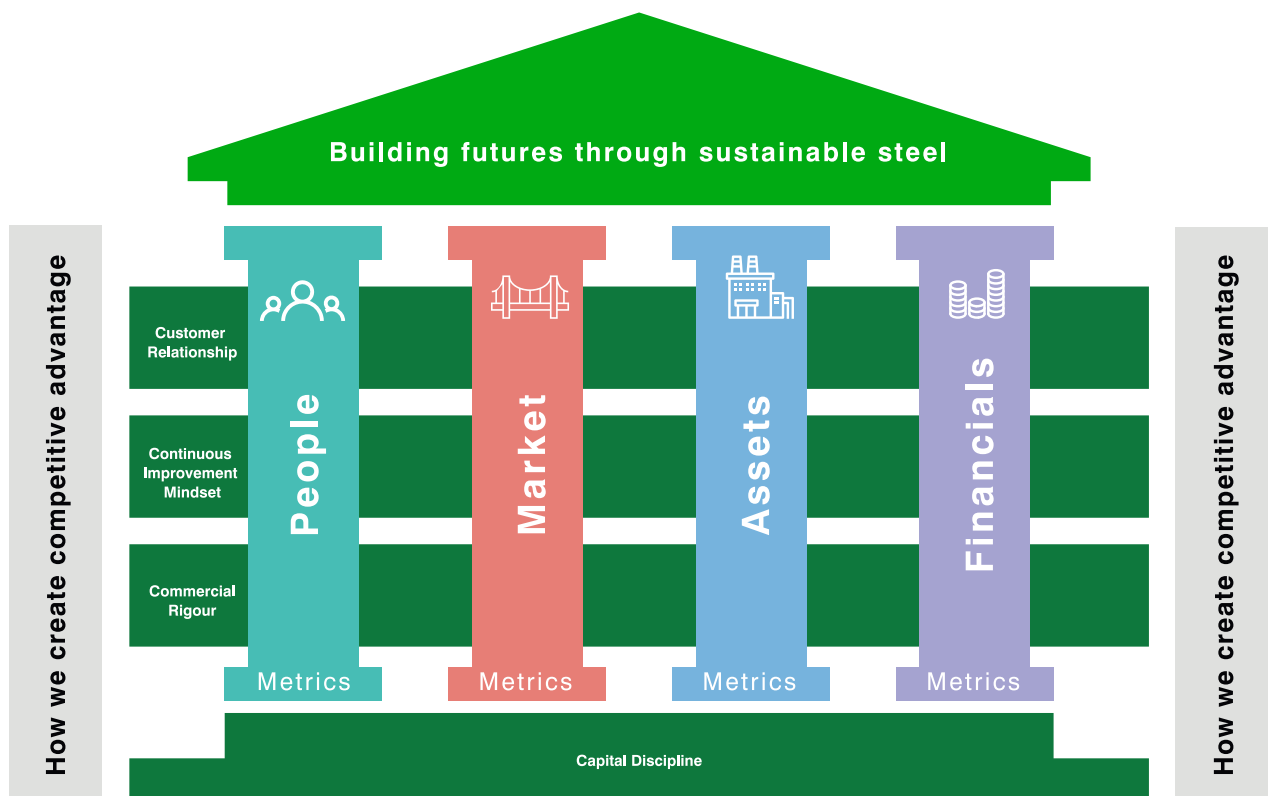 Building futures through sustainable steel
How we create competitive advantage
Customer
Relationship
Continuous
Improvement
Mindset
Commercial
Rigour
People
Market
Assets
Financials
Metrics
Metrics
Metrics
Metrics
Capital Discipline
How we create competitive advantage